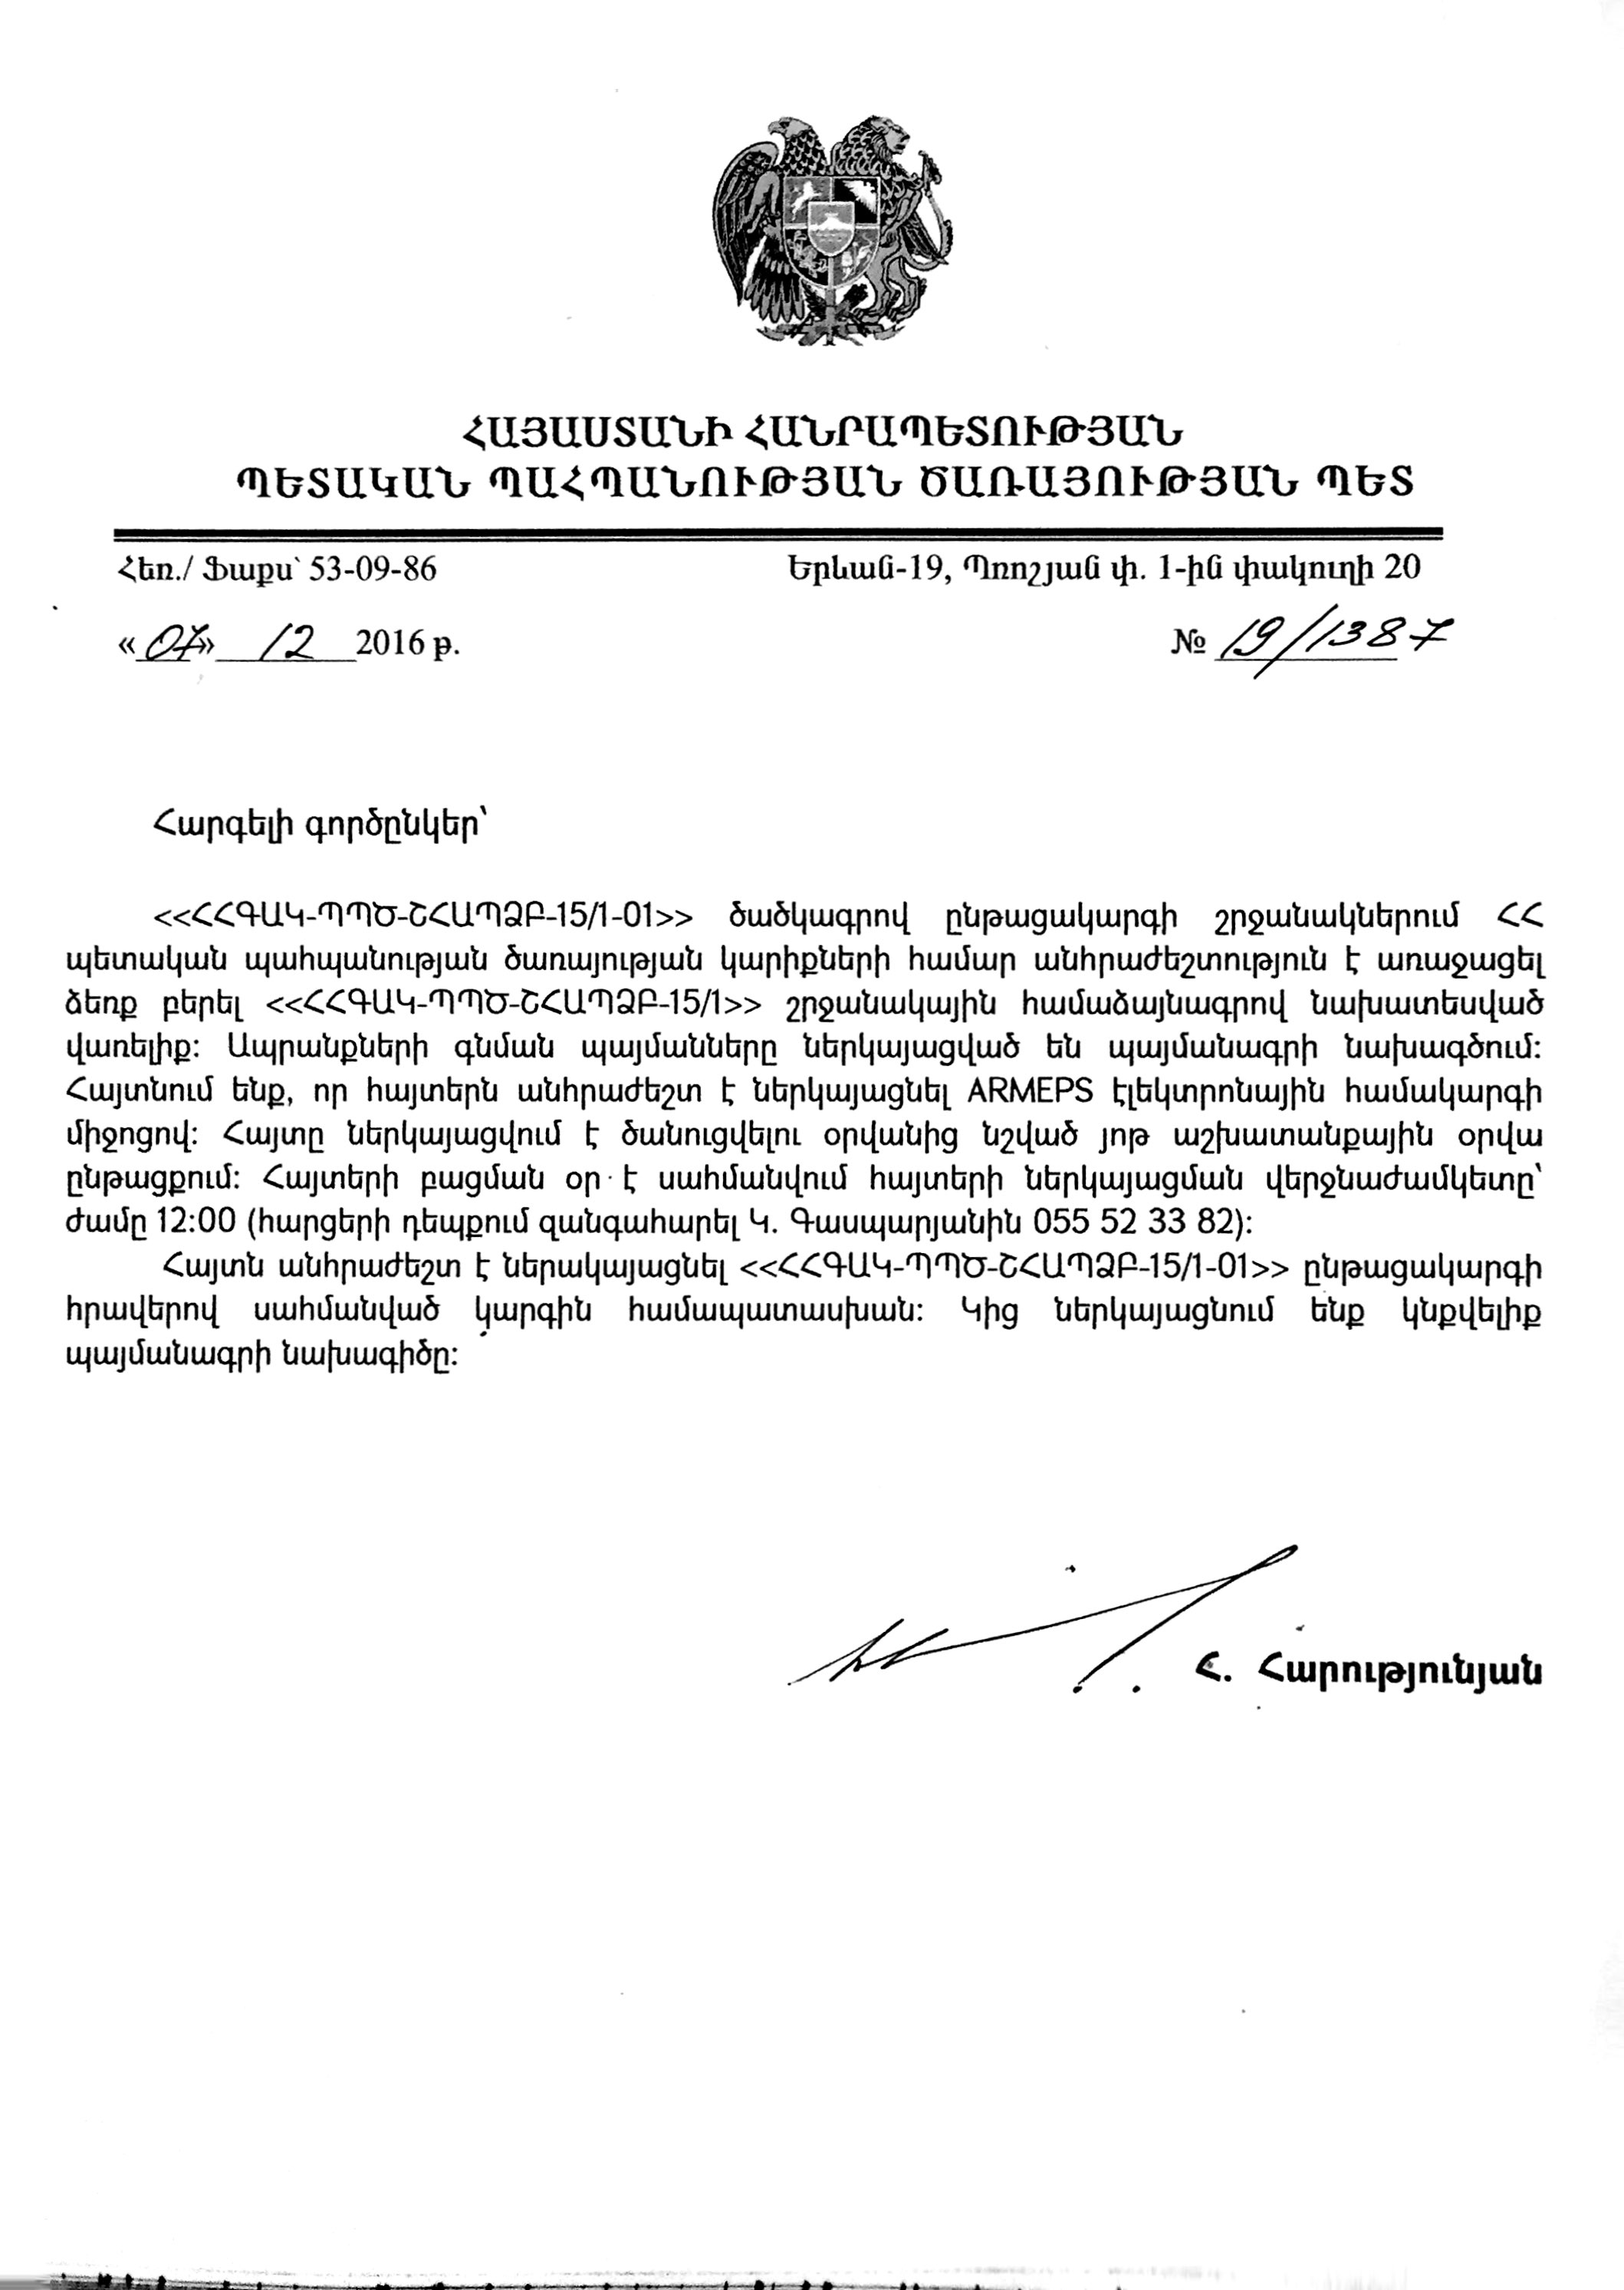 ՀԱՅԱՍՏԱՆԻ ՀԱՆՐԱՊԵՏՈՒԹՅԱՆ
ՊԵՏԱԿԱՆ ՊԱՀՊԱՆՈՒԹՅԱՆ ԾԱՌԱՅՈՒԹՅԱՆ ՊԵՏ
Հեռ./ Ֆաքս՝ 53-09-86 Երևան-19, Պռոշյան փ. 1-ին փակուղի 20
«07» 12 2016 թ. № 19/1387
Հարգելի գործընկեր՝
<<ՀՀԳԱԿ-ՊՊԾ-ՇՀԱՊՁԲ-15/1-01>> ծածկագրով ընթացակարգի շրջանակներում ՀՀ
պետական պահպանության ծառայության կարիքների համար անհրաժեշտություն է առաջացել
ձեռք բերել <<ՀՀԳԱԿ-ՊՊԾ-ՇՀԱՊՁԲ-15/1>> շրջանակային համաձայնագրով նախատեսված
վառելիք: Ապրանքների գնման պայմանները ներկայացված են պայմանագրի նախագծում:
Հայտնում ենք, որ հայտերն անհրաժեշտ է ներկայացնել ARMEPS էլեկտրոնային համակարգի
միջոցով: Հայտը ներկայացվում է ծանուցվելու օրվանից նշված յոթ աշխատանքային օրվա
ընթացքում: Հայտերի բացման օր է սահմանվում հայտերի ներկայացման վերջնաժամկետը՝
ժամը 12:00 (հարցերի դեպքում զանգահարել Կ. Գասպարյանին 055 52 33 82):
Հայտն անհրաժեշտ է ներակայացնել <<ՀՀԳԱԿ-ՊՊԾ-ՇՀԱՊՁԲ-15/1-01>> ընթացակարգի
հրավերով սահմանված կարգին համապատասխան: Կից ներկայացնում ենք կնքվելիք
պայմանագրի նախագիծը:
Հ. Հարությունյան